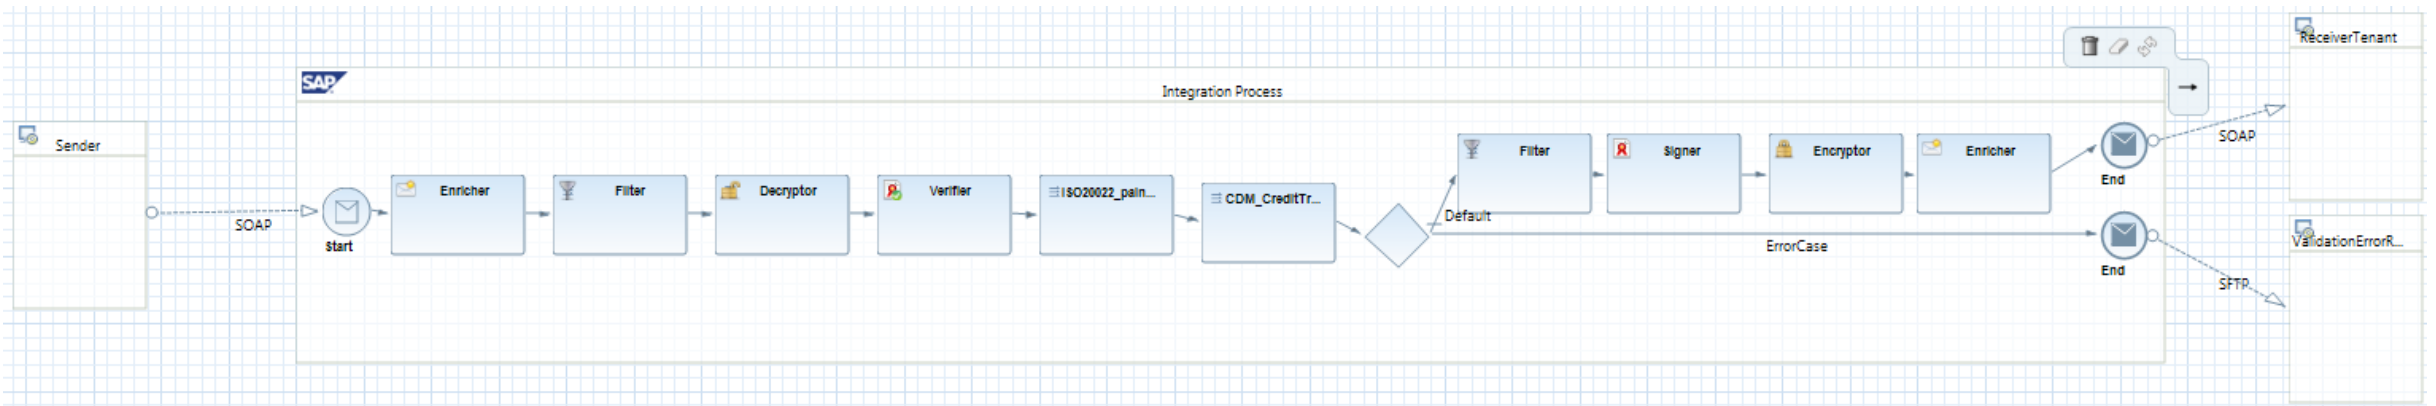 ReceiverTenant
SAP
Integration Process
Sender
SOAP
Start
Enricher
Filter
Decryptor
Verifier
ISO20022_pain...
CDM_CreditTr...
Default
Filter
Signer
Encryptor
Enricher
End
SOAP
ErrorCase
End
SFTP
ValidationErrorR...